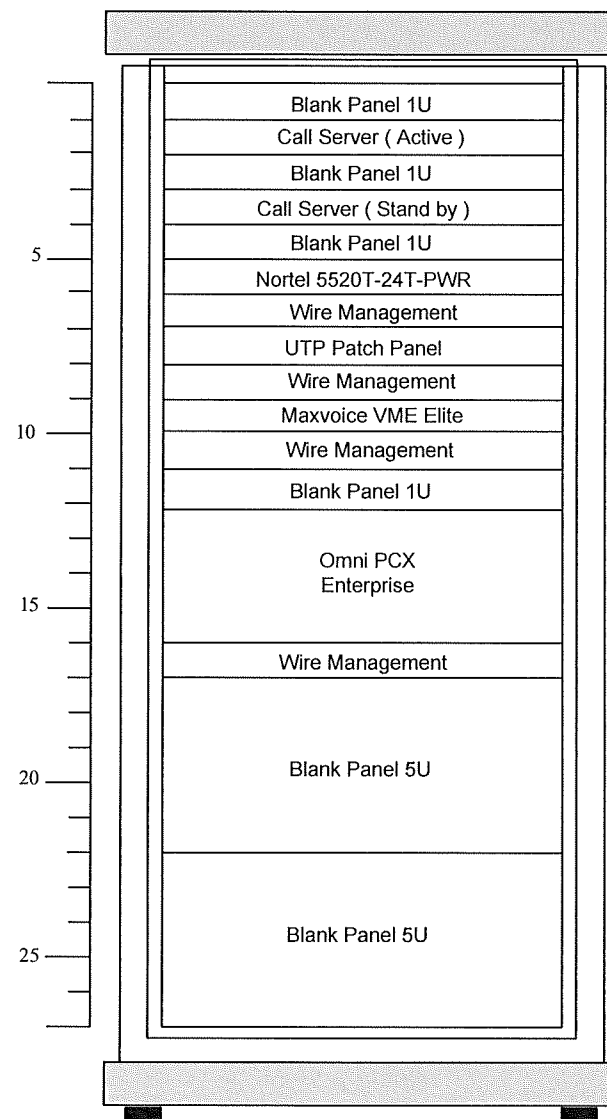 Blank Panel 1U
Call Server ( Active )
Blank Panel 1U
Call Server ( Stand by )
5
Blank Panel 1U
Nortel 5520T-24T-PWR
Wire Management
UTP Patch Panel
Wire Management
Maxvoice VME Elite
10
Wire Management
Blank Panel 1U
Omni PCX
Enterprise
15
Wire Management
20
Blank Panel 5U
25
Blank Panel 5U